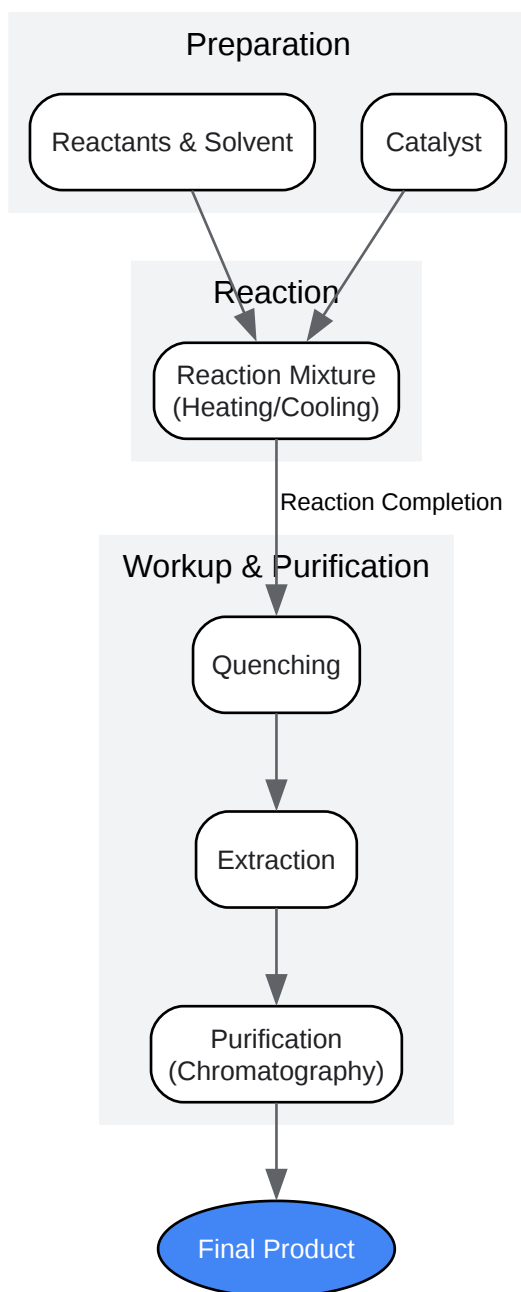 Preparation
Reactants & Solvent
Catalyst
Reaction
Reaction Mixture
(Heating/Cooling)
Reaction Completion
Workup & Purification
Quenching
Extraction
Purification
(Chromatography)
Final Product